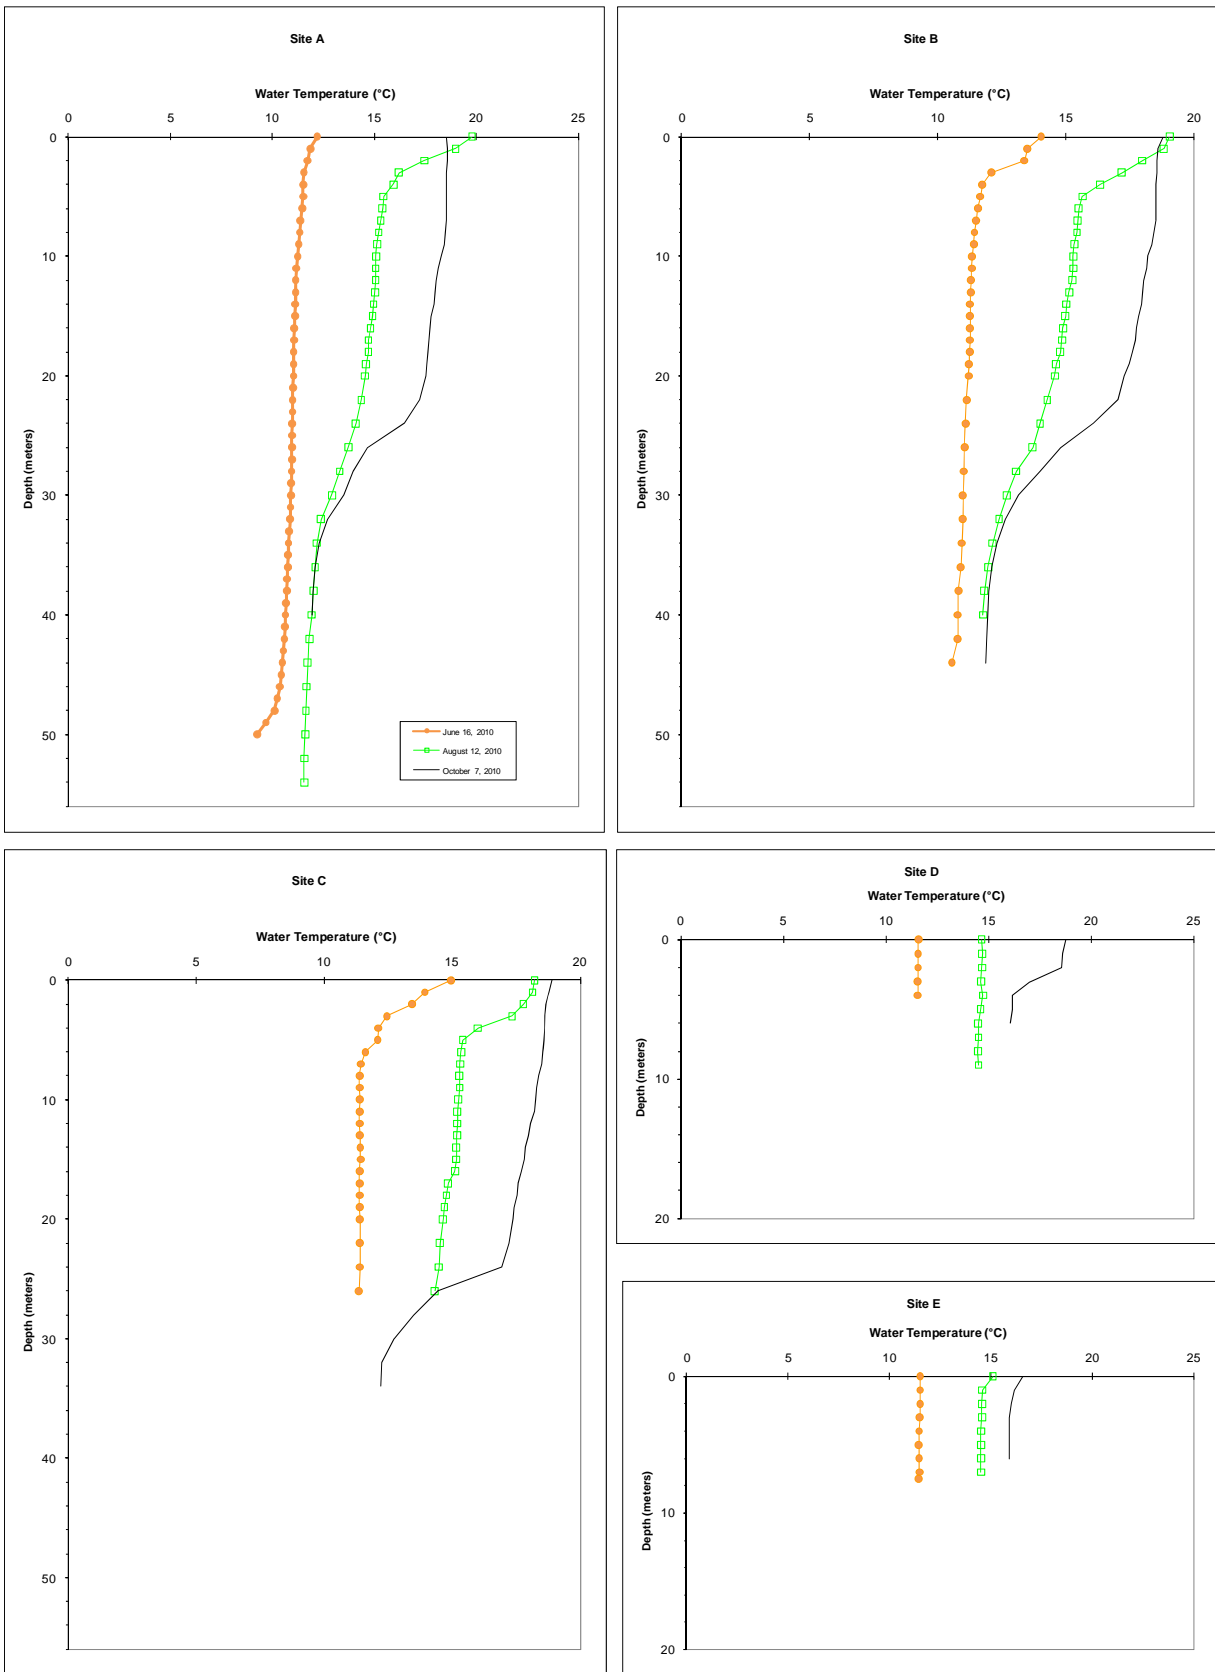 Site A
Water Temperature (°C)
0 5 10 15 20 25
0
10
20
30
40
50
Depth (meters)
June 16, 2010
August 12, 2010
October 7, 2010
Site B
Water Temperature (°C)
0 5 10 15 20
0
10
20
30
40
50
Depth (meters)
Site C
Water Temperature (°C)
0 5 10 15 20
0
10
20
30
40
50
Depth (meters)
Site D
Water Temperature (°C)
0 5 10 15 20 25
0
10
20
Depth (meters)
Site E
Water Temperature (°C)
0 5 10 15 20 25
0
10
20
Depth (meters)